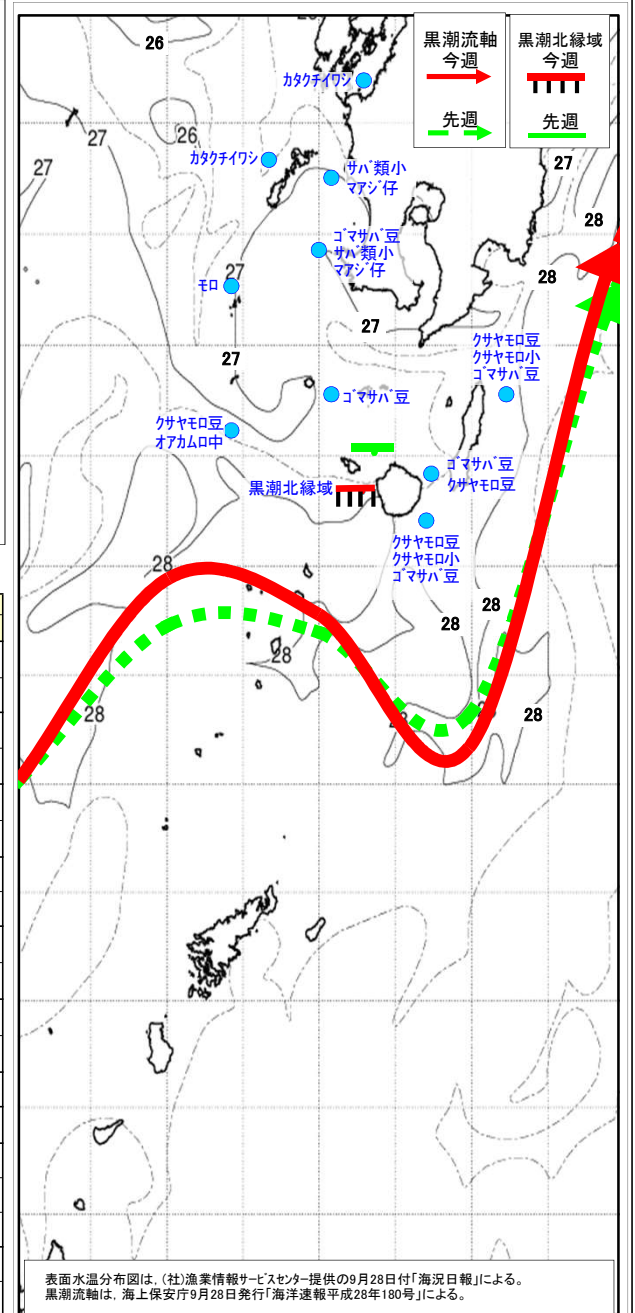 黒潮流軸
今週
先週
黒潮北縁域
今週
先週
26
27
26
27
27
28
28
カタクチイワシ
カタクチイワシ
サバ類小
マアジ仔
ゴマサバ豆
サバ類小
マアジ仔
27
モロ
27
27
クサヤモロ豆
クサヤモロ小
ゴマサバ豆
ゴマサバ豆
クサヤモロ豆
オアカムロ中
ゴマサバ豆
クサヤモロ豆
黒潮北縁域
クサヤモロ豆
クサヤモロ小
ゴマサバ豆
28
28
28
28
28
28
表面水温分布図は，(社)漁業情報サービスセンター提供の9月28日付「海況日報」による。
黒潮流軸は，海上保安庁9月28日発行「海洋速報平成28年180号」による。